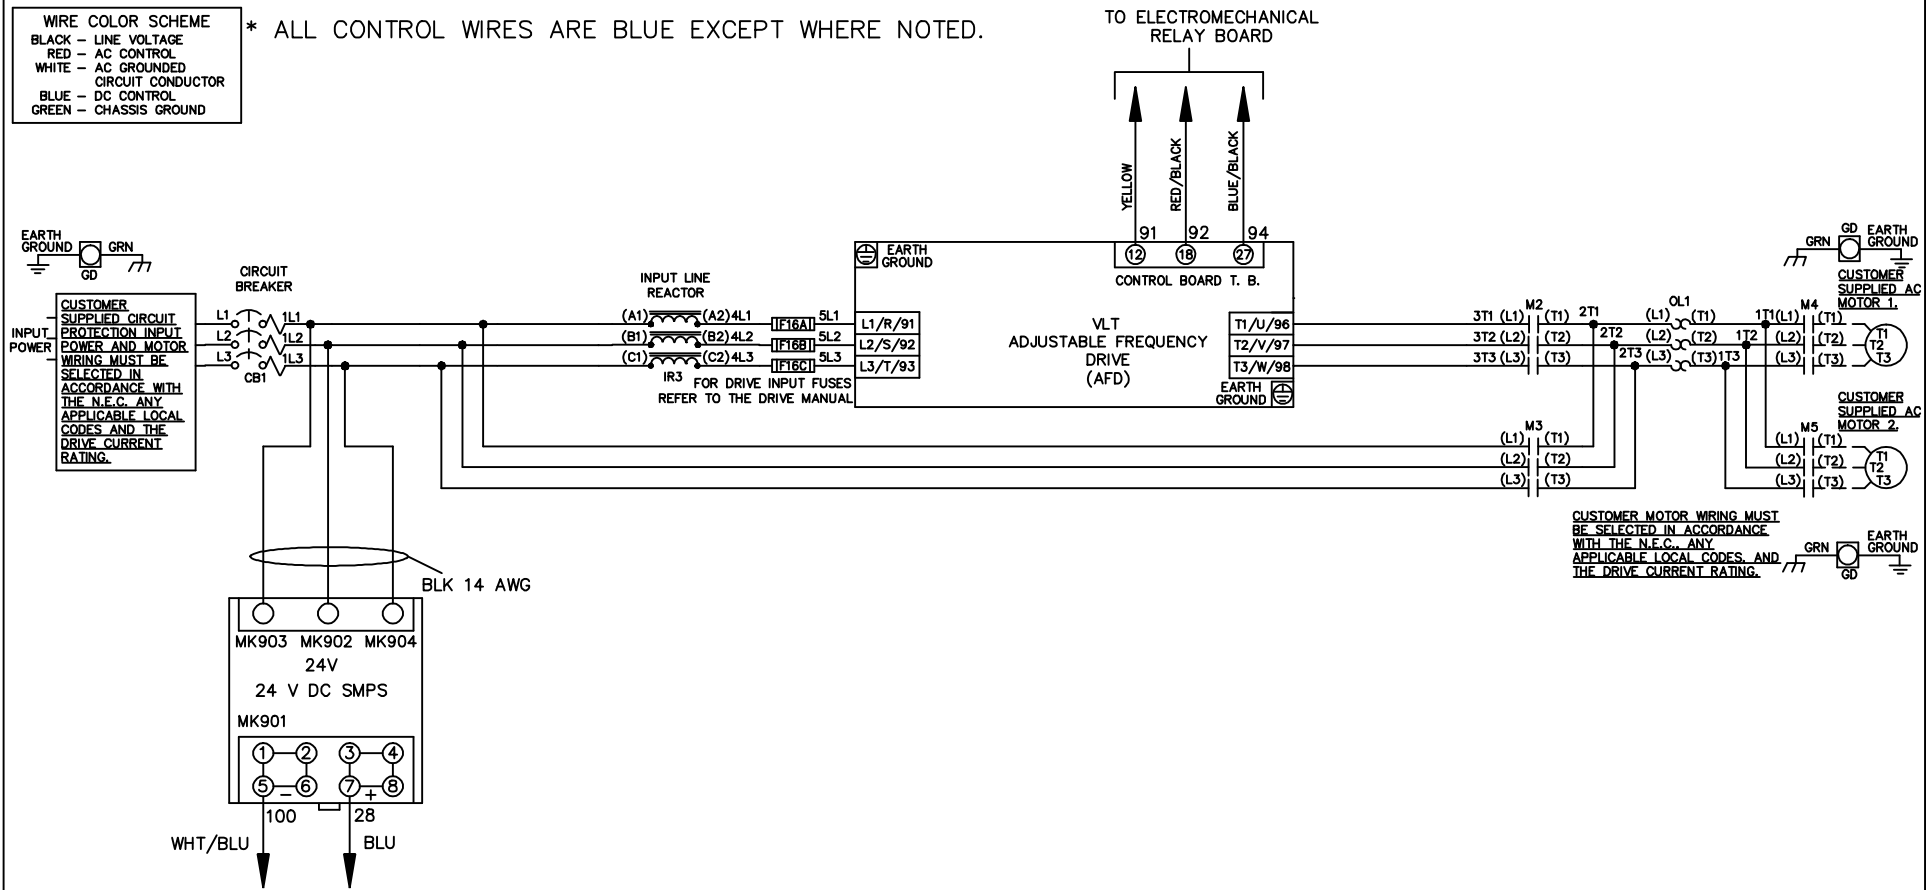 WIRE COLOR SCHEME
BLACK – LINE VOLTAGE
RED – AC CONTROL
WHITE – AC GROUNDED
CIRCUIT CONDUCTOR
BLUE – DC CONTROL
GREEN – CHASSIS GROUND
* ALL CONTROL WIRES ARE BLUE EXCEPT WHERE NOTED.
TO ELECTROMECHANICAL
RELAY BOARD
YELLOW
RED/BLACK
BLUE/BLACK
91 92 94
12 18 27
CONTROL BOARD T. B.
EARTH
GROUND
GRN
GD
CUSTOMER
SUPPLIED CIRCUIT
PROTECTION INPUT
POWER AND MOTOR
WIRING MUST BE
SELECTED IN
ACCORDANCE WITH
THE N.E.C. ANY
APPLICABLE LOCAL
CODES AND THE
DRIVE CURRENT
RATING.
INPUT
POWER
CIRCUIT
BREAKER
L1 1L1
L2 1L2
L3 1L3
CB1
INPUT LINE
REACTOR
(A1) (A2) 4L1 F16A 5L1
(B1) (B2) 4L2 F16B 5L2
(C1) (C2) 4L3 F16C 5L3
IR3
FOR DRIVE INPUT FUSES
REFER TO THE DRIVE MANUAL
EARTH
GROUND
L1/R/91
L2/S/92
L3/T/93
VLT
ADJUSTABLE FREQUENCY
DRIVE
(AFD)
T1/U/96
T2/V/97
T3/W/98
EARTH
GROUND
M2
3T1 (L1) (T1) 2T1
3T2 (L2) (T2) 2T2
3T3 (L3) (T3) 2T3
OL1
(L1) (T1) 1T1
(L2) (T2) 1T2
(L3) (T3) 1T3
M4
(L1) (T1)
(L2) (T2)
(L3) (T3)
T1
T2
T3
GD
GRN
EARTH
GROUND
CUSTOMER
SUPPLIED AC
MOTOR 1.
M3
(L1) (T1)
(L2) (T2)
(L3) (T3)
CUSTOMER
SUPPLIED AC
MOTOR 2.
M5
(L1) (T1)
(L2) (T2)
(L3) (T3)
T1
T2
T3
CUSTOMER MOTOR WIRING MUST
BE SELECTED IN ACCORDANCE
WITH THE N.E.C., ANY
APPLICABLE LOCAL CODES, AND
THE DRIVE CURRENT RATING.
GRN
GD
EARTH
GROUND
BLK 14 AWG
MK903 MK902 MK904
24V
24 V DC SMPS
MK901
1 2 3 4
5 – 6 7 + 8
100 28
WHT/BLU BLU